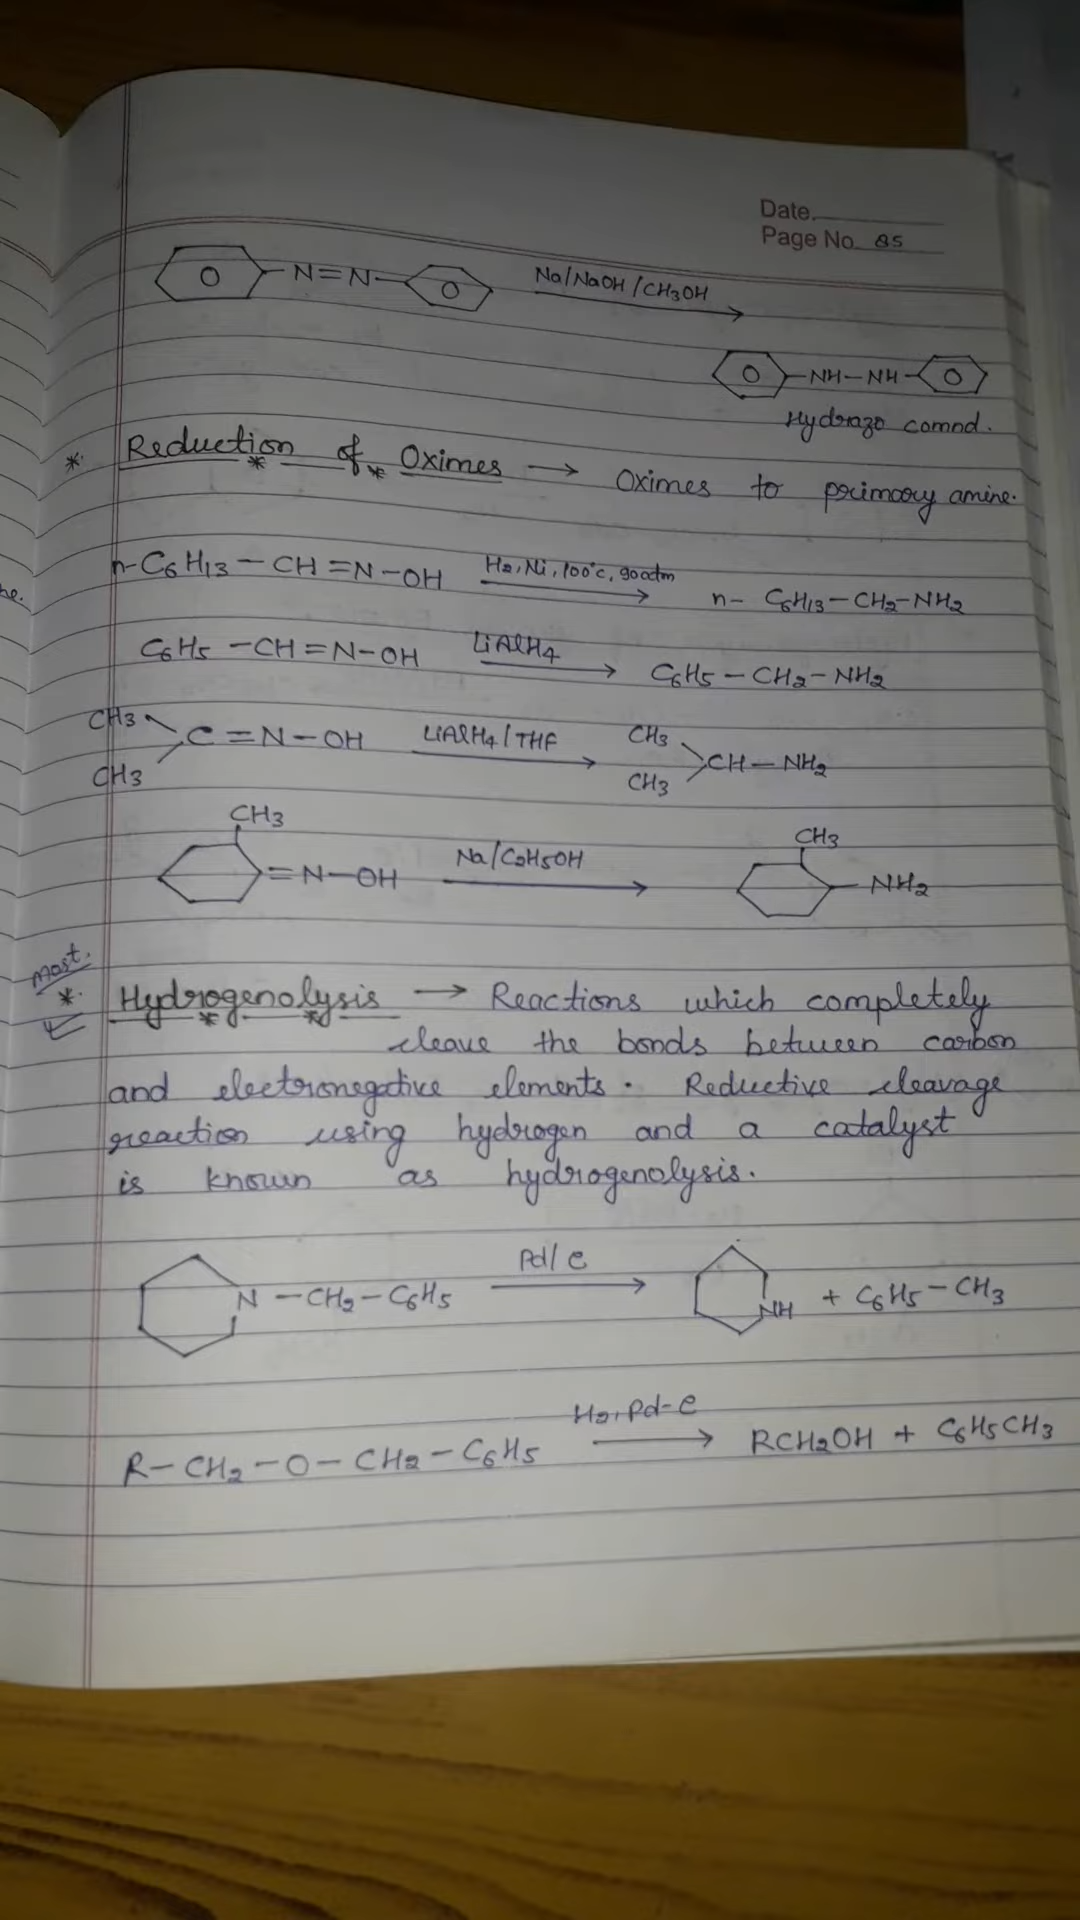 Date.
Page No. 85
N=N Na/NaOH/CH3OH
NH-NH
Hydrazo comnd.
* Reduction of Oximes → Oximes to primary amine.
n-C6H13-CH=N-OH H2, Ni, 100°C, 90atm → n-C6H13-CH2-NH2
C6H5-CH=N-OH LiAlH4 → C6H5-CH2-NH2
CH3 CH3 C=N-OH LiAlH4/THF → CH3 CH3 CH-NH2
CH3 =N-OH Na/C2H5OH → CH3 -NH2
most.
* Hydrogenolysis → Reactions which completely
cleave the bonds between carbon
and electronegative elements. Reductive cleavage
reaction using hydrogen and a catalyst
is known as hydrogenolysis.
N-CH2-C6H5 Pd/C → NH + C6H5-CH3
R-CH2-O-CH2-C6H5 H2, Pd-C → RCH2OH + C6H5CH3